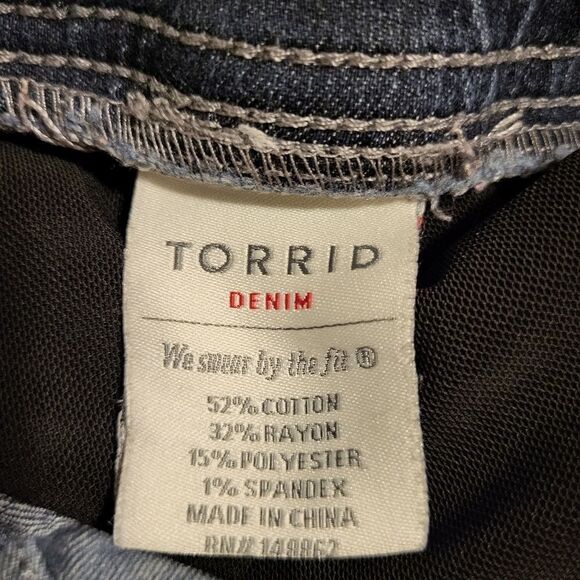 TORRID
DENIM
We swear by the fit ®
52% COTTON
32% RAYON
15% POLYESTER
1% SPANDEX
MADE IN CHINA
RN# 148862